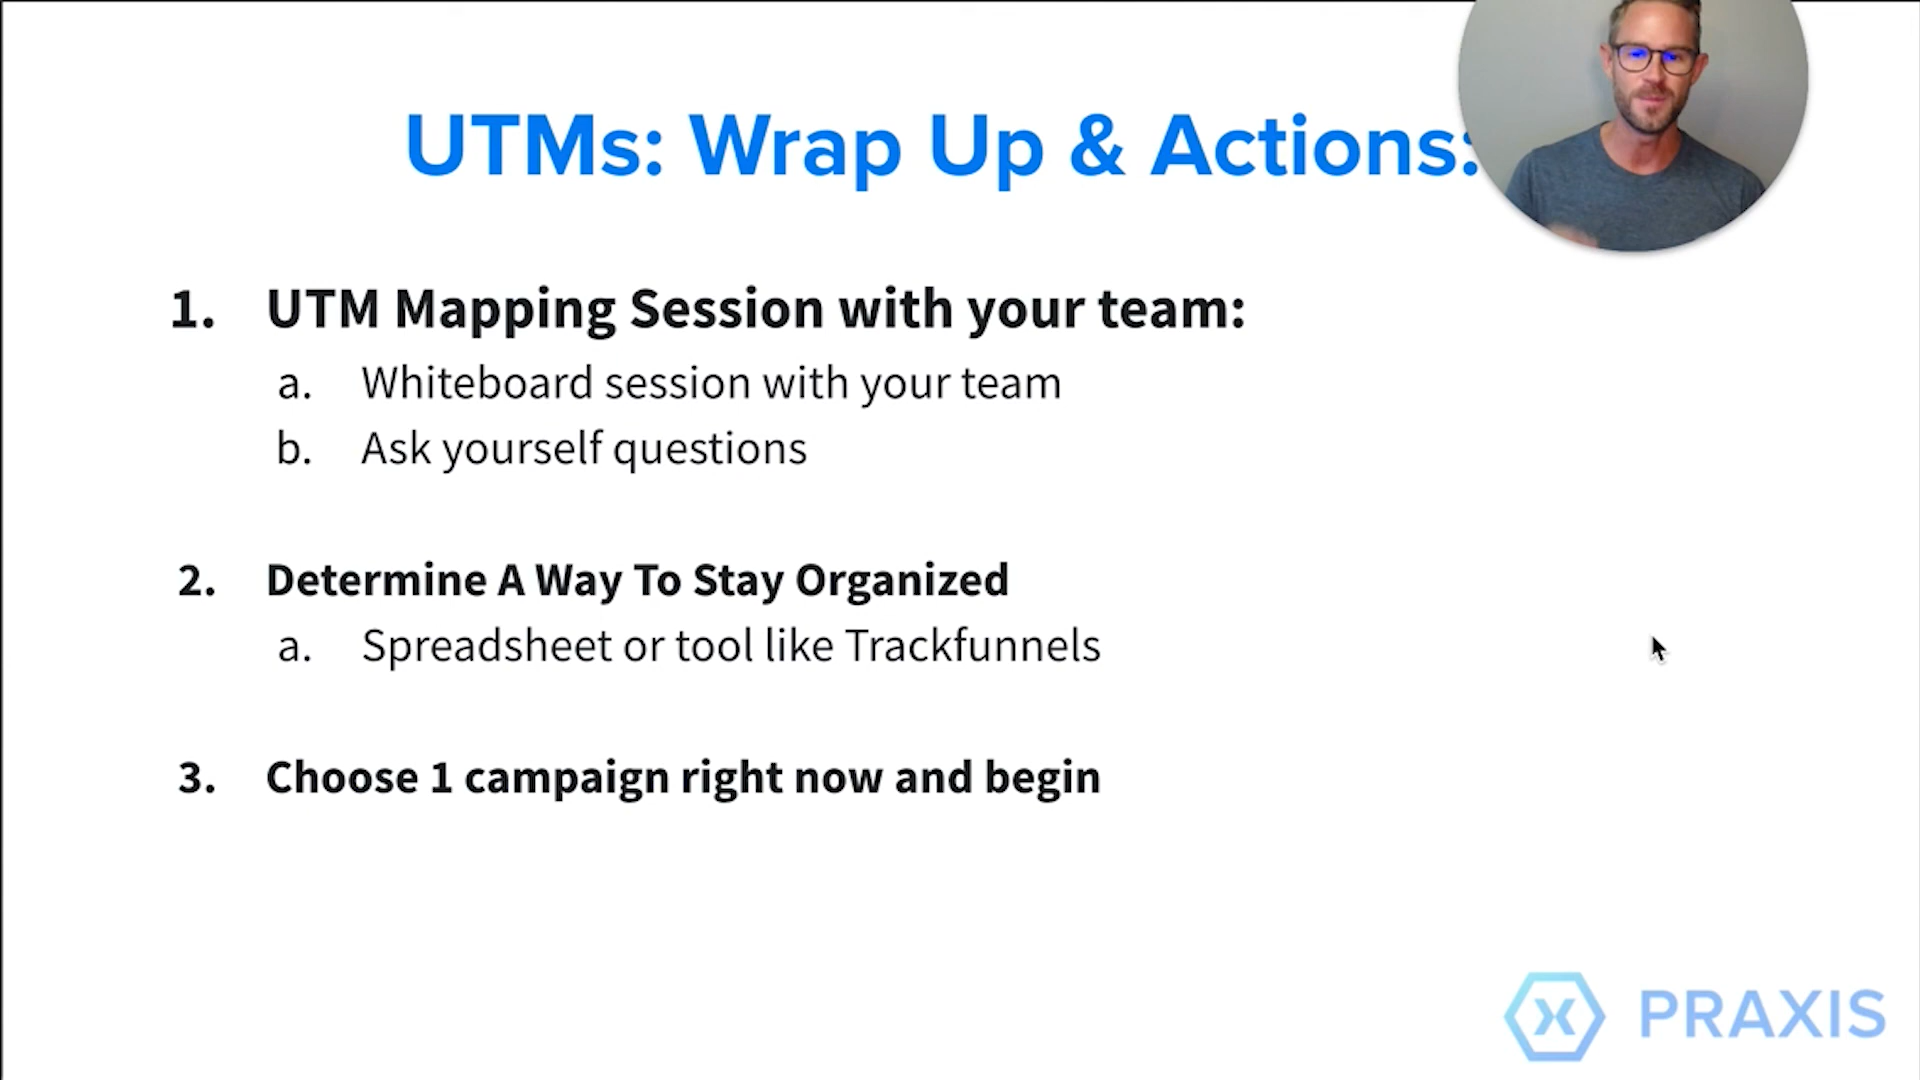 UTMs: Wrap Up & Actions:
1. UTM Mapping Session with your team:
a. Whiteboard session with your team
b. Ask yourself questions
2. Determine A Way To Stay Organized
a. Spreadsheet or tool like Trackfunnels
3. Choose 1 campaign right now and begin
PRAXIS